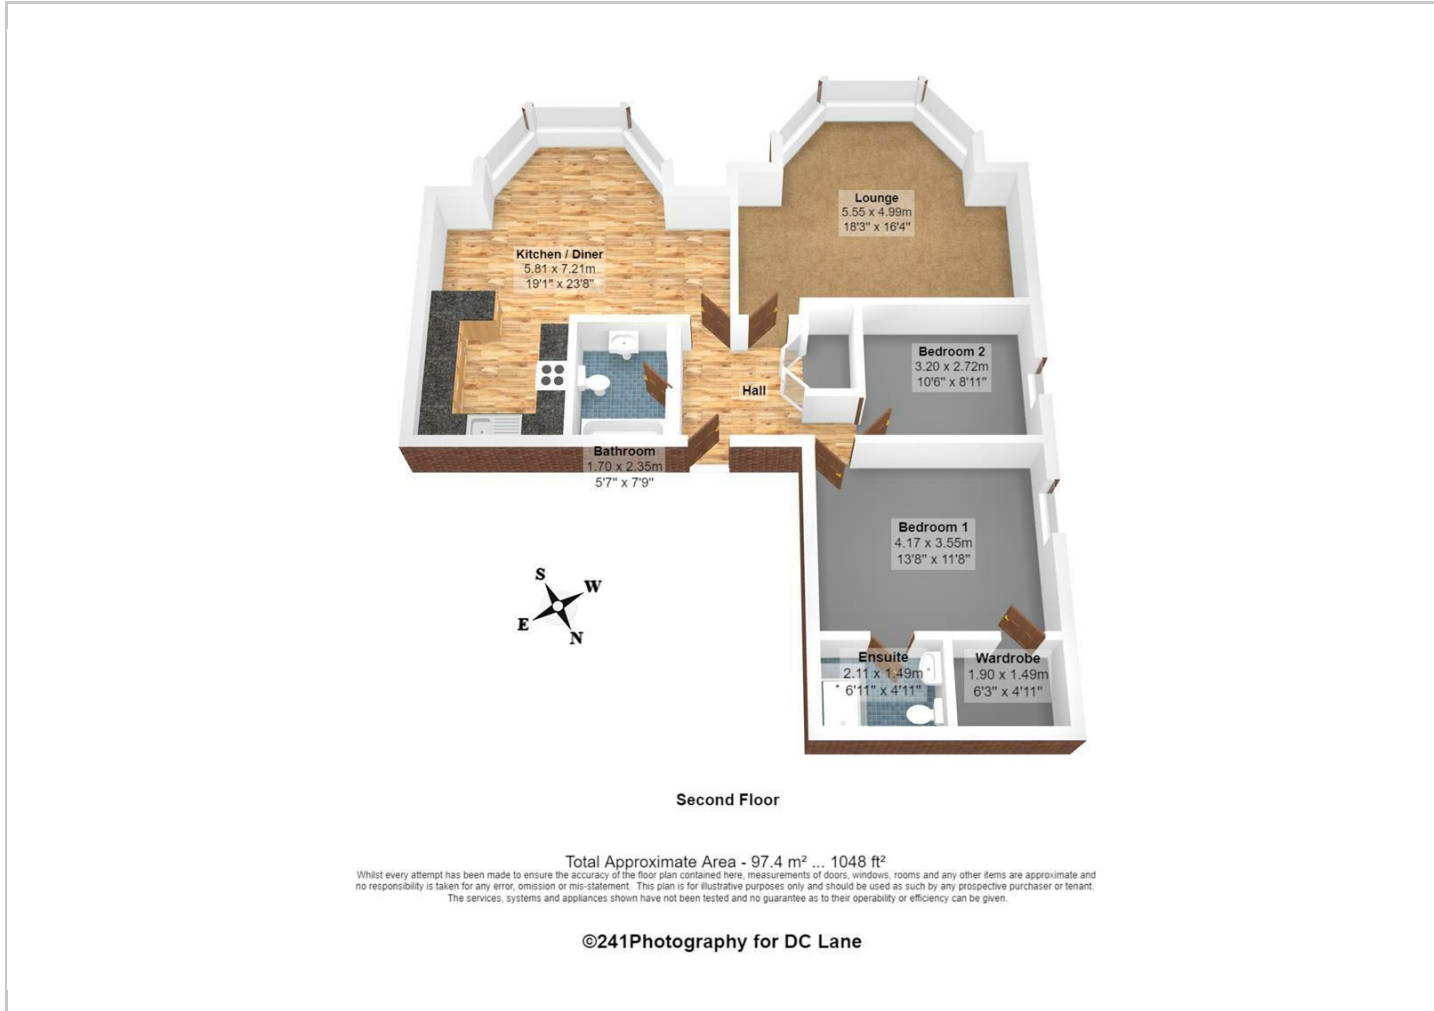 Lounge
5.55 x 4.99m
18'3" x 16'4"
Kitchen / Diner
5.81 x 7.21m
19'1" x 23'8"
Bedroom 2
3.20 x 2.72m
10'6" x 8'11"
Hall
Bathroom
1.70 x 2.35m
5'7" x 7'9"
Bedroom 1
4.17 x 3.55m
13'8" x 11'8"
S
W
E
N
Ensuite
2.11 x 1.49m
6'11" x 4'11"
Wardrobe
1.90 x 1.49m
6'3" x 4'11"
Second Floor
Total Approximate Area - 97.4 m² ... 1048 ft²
Whilst every attempt has been made to ensure the accuracy of the floor plan contained here, measurements of doors, windows, rooms and any other items are approximate and
no responsibility is taken for any error, omission or mis-statement. This plan is for illustrative purposes only and should be used as such by any prospective purchaser or tenant.
The services, systems and appliances shown have not been tested and no guarantee as to their operability or efficiency can be given.
©241Photography for DC Lane